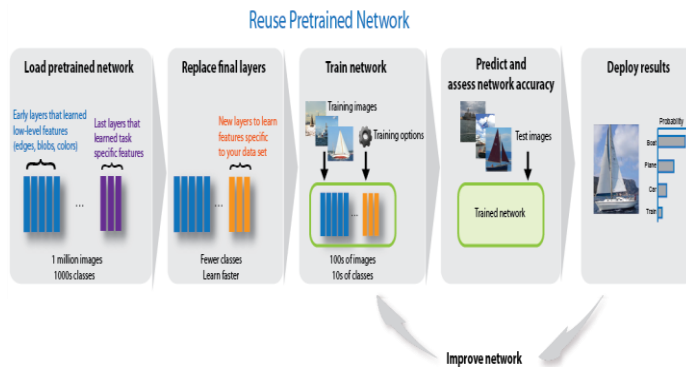 Reuse Pretrained Network
Load pretrained network
Early layers that learned
low-level features
(edges, blobs, colors)
Last layers that
learned task
specific features
...
1 million images
1000s classes
Replace final layers
New layers to learn
features specific
to your data set
...
Fewer classes
Learn faster
Train network
Training images
Training options
...
100s of images
10s of classes
Predict and
assess network accuracy
Test images
Trained network
Deploy results
Probability
Boat
Plane
Car
Train
Improve network